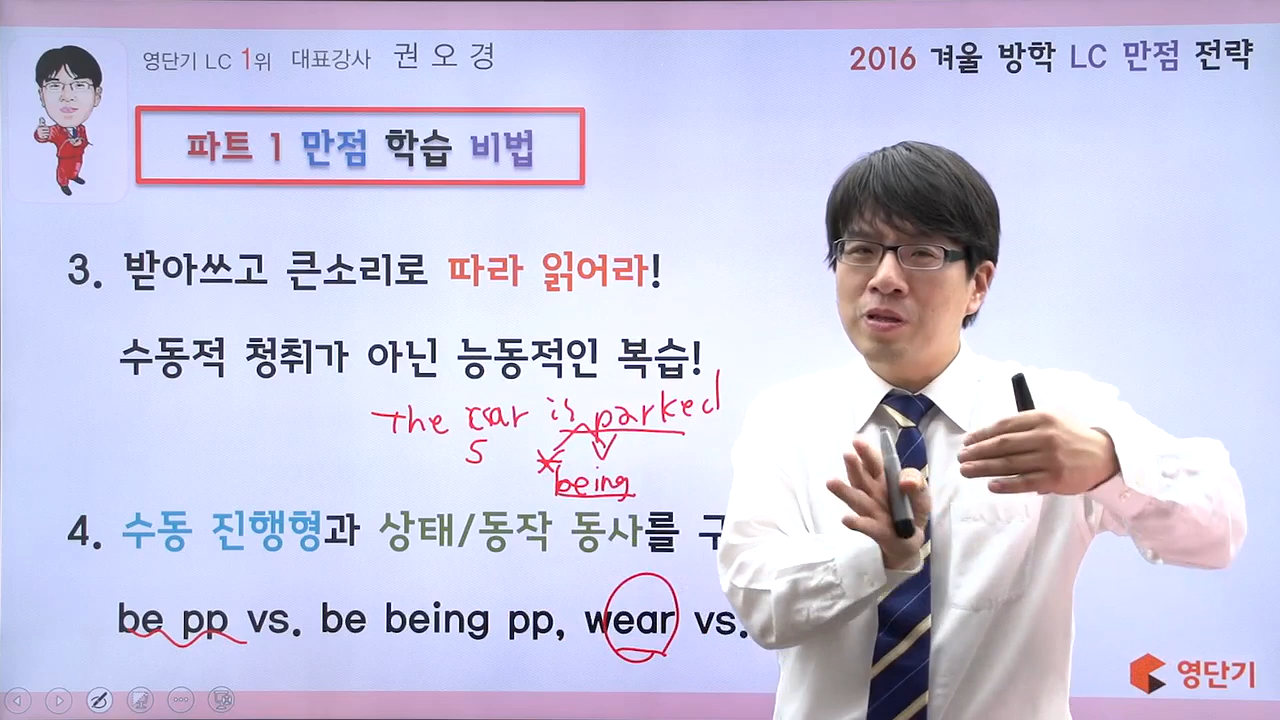 영단기 LC 1위 대표강사 권 오 경
2016 겨울 방학 LC 만점 전략
파트 1 만점 학습 비법
3. 받아쓰고 큰소리로 따라 읽어라!
수동적 청취가 아닌 능동적인 복습!
The car is parked
S
being
4. 수동 진행형과 상태/동작 동사를 구
be pp vs. be being pp, wear vs.
영단기